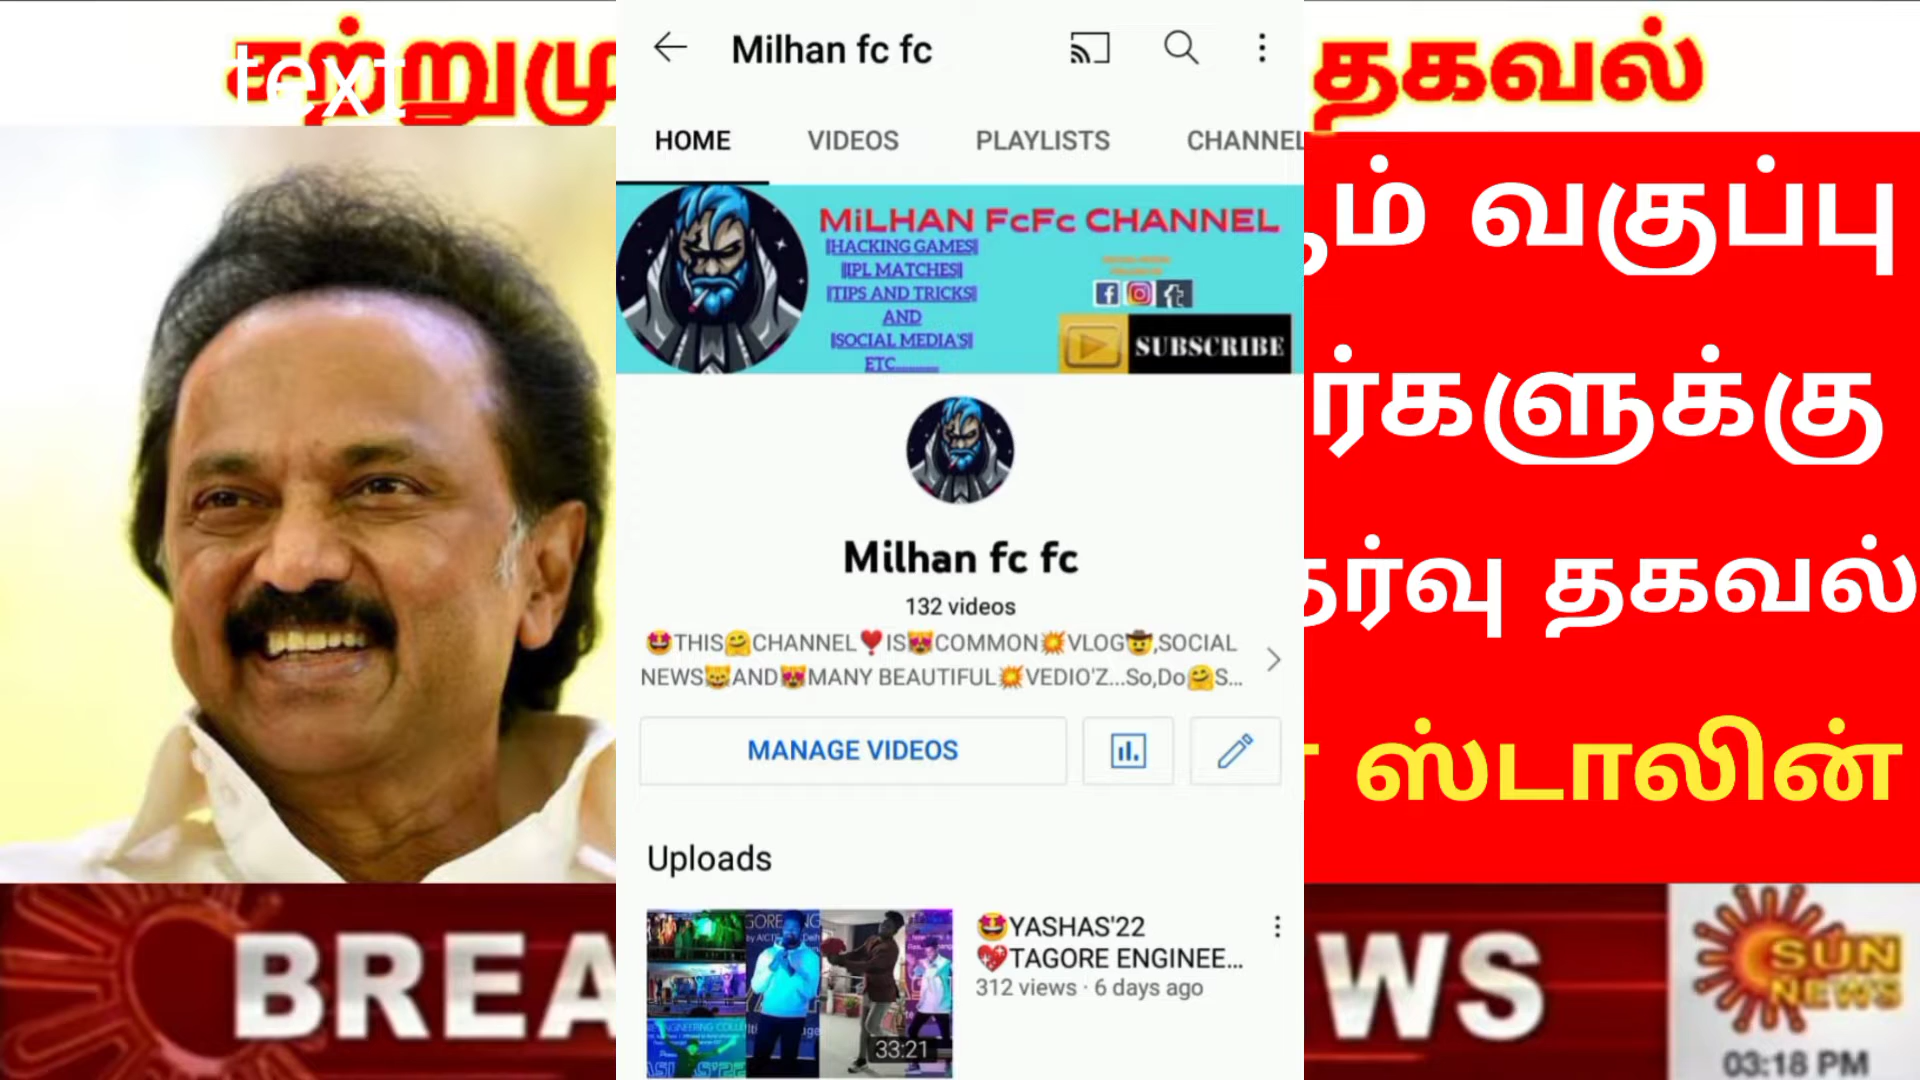 சற்றுமு
தகவல்
text
Milhan fc fc
HOME VIDEOS PLAYLISTS CHANNEL
MiLHAN FcFc CHANNEL
||HACKING GAMES||
||IPL MATCHES||
||TIPS AND TRICKS||
AND
||SOCIAL MEDIA'S||
ETC
SUBSCRIBE
Milhan fc fc
132 videos
🤩THIS🤗CHANNEL❣️IS😻COMMON💥VLOG🤠,SOCIAL
NEWS😺AND😻MANY BEAUTIFUL💥VEDIO'Z...So,Do🤗S...
MANAGE VIDEOS
Uploads
🤩YASHAS'22
💖TAGORE ENGINEE...
312 views · 6 days ago
33:21
ம் வகுப்பு
ர்களுக்கு
தர்வு தகவல்
ஸ்டாலின்
BREA
WS
SUN
NEWS
03:18 PM